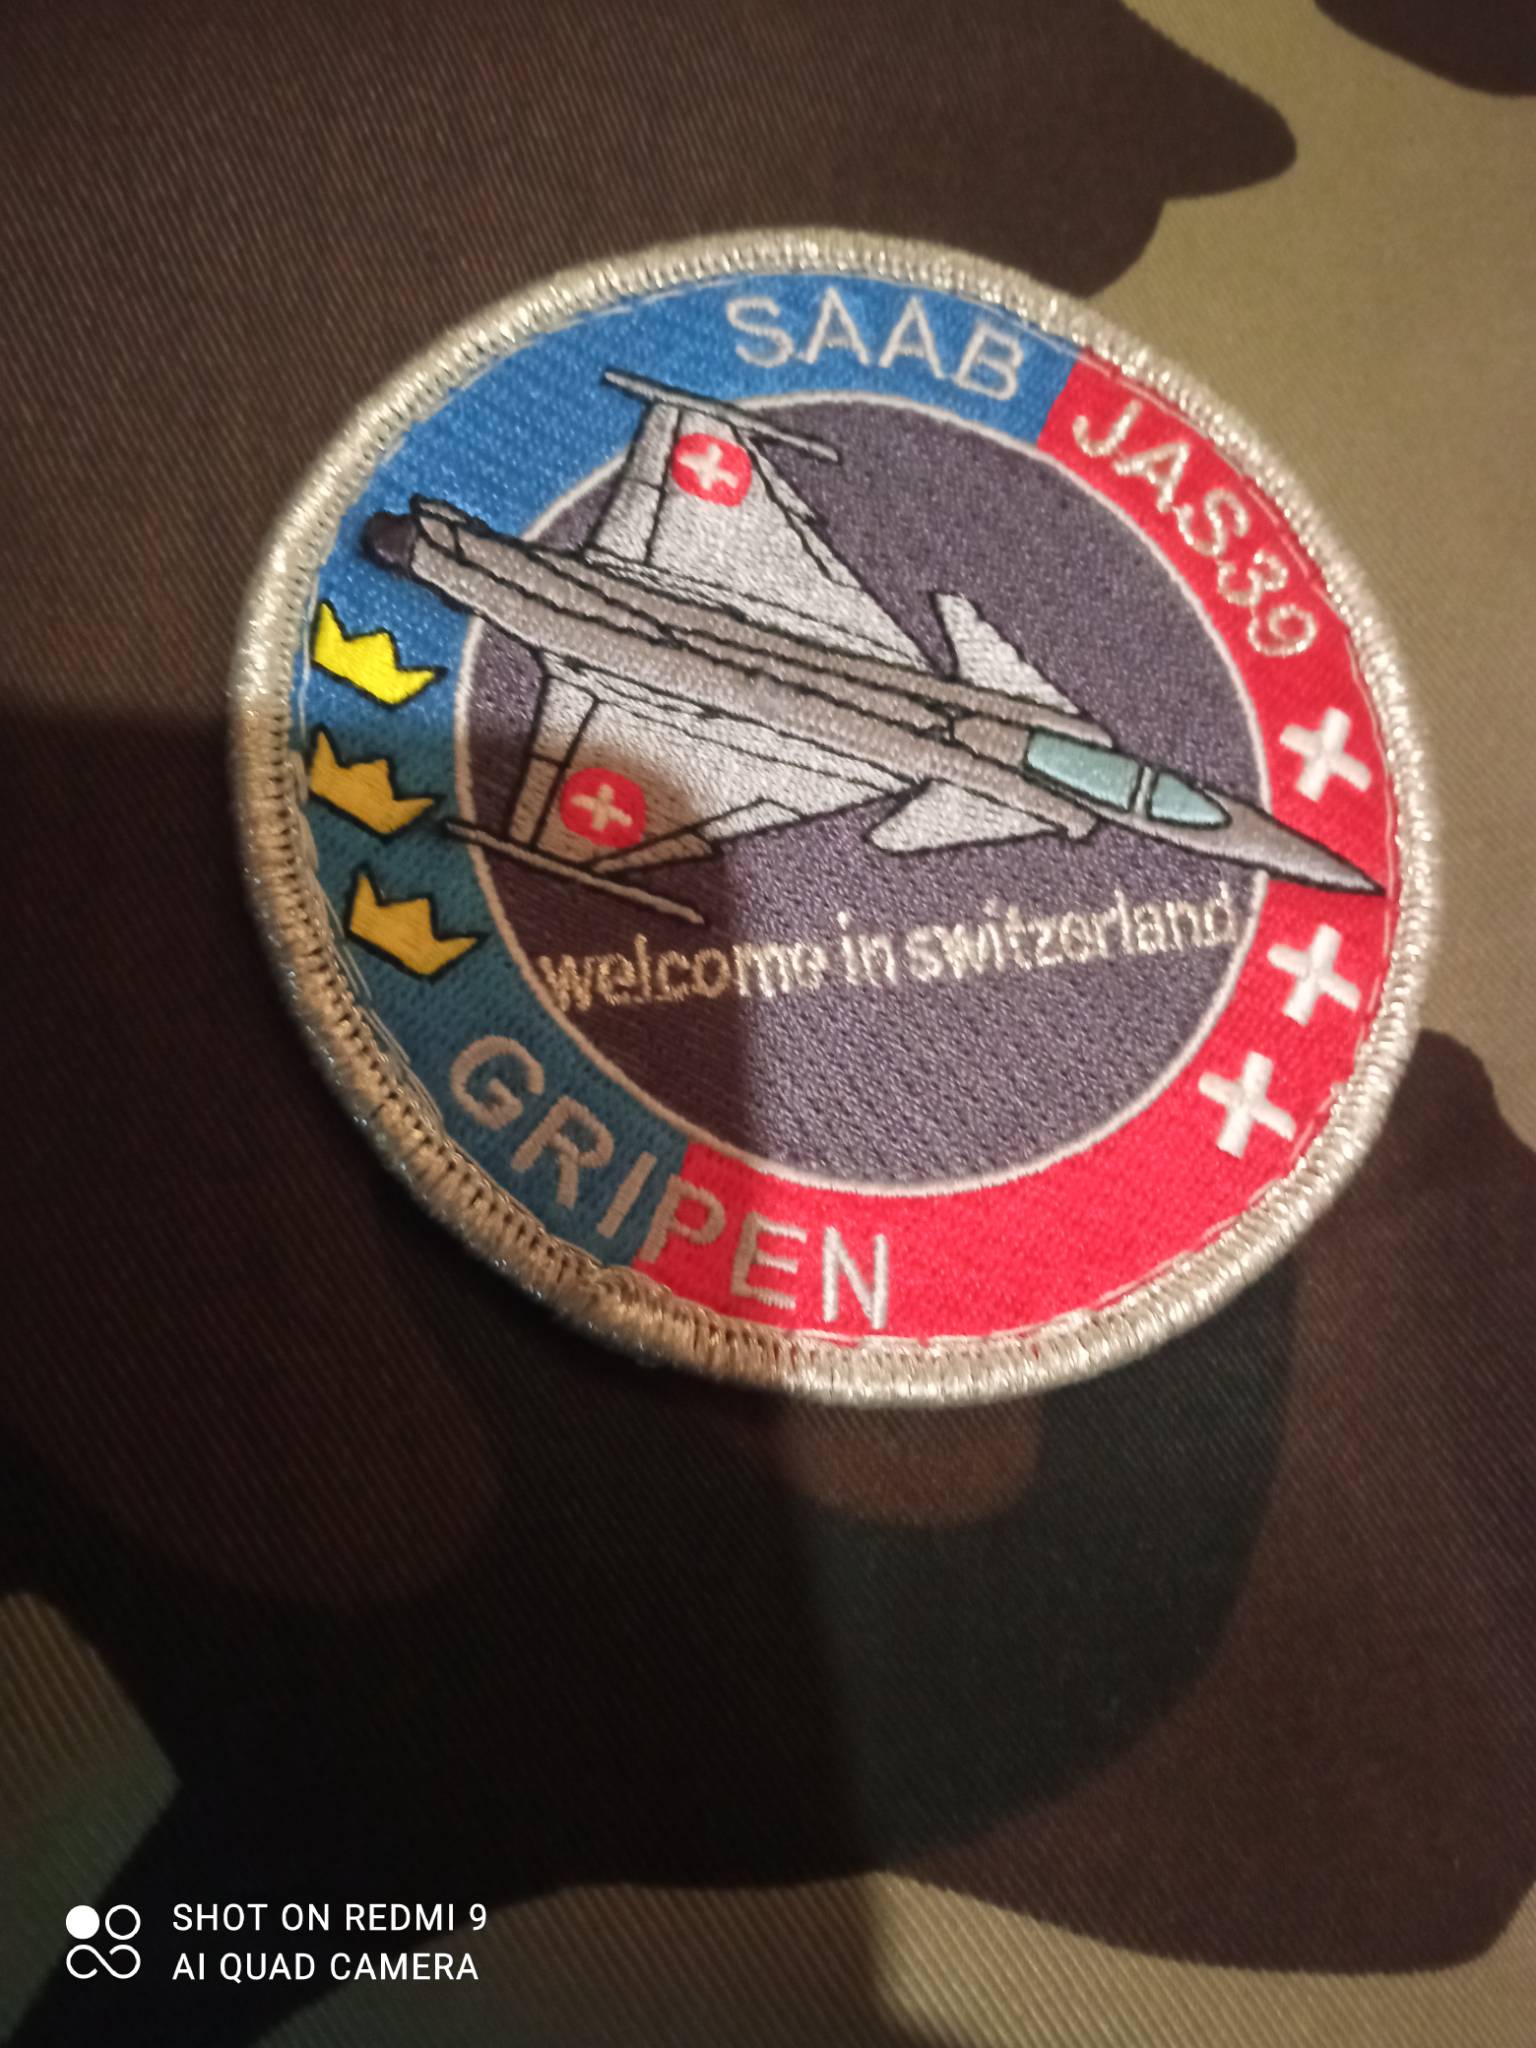 SAAB
JAS39
welcome in switzerland
GRIPEN
SHOT ON REDMI 9
AI QUAD CAMERA